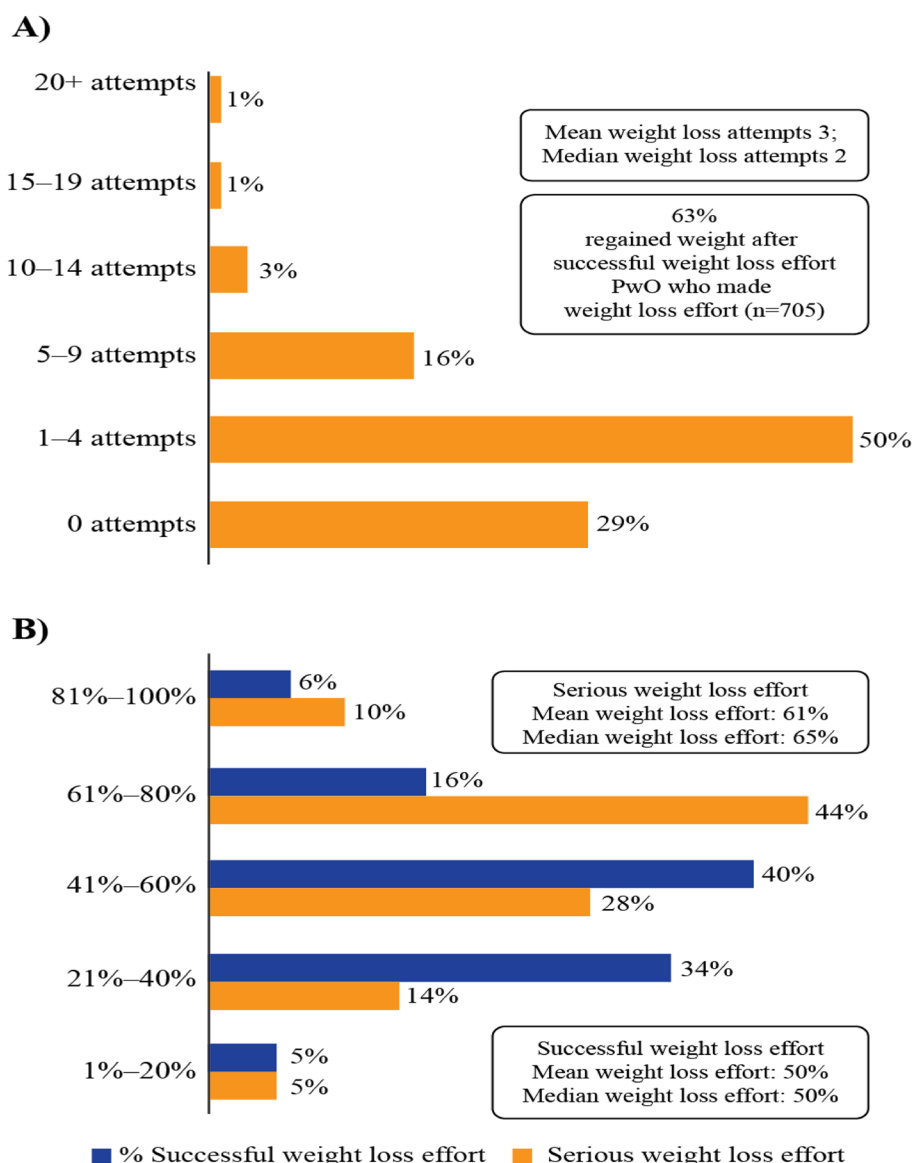 A)
20+ attempts
1%
15–19 attempts
1%
10–14 attempts
3%
5–9 attempts
16%
1–4 attempts
50%
0 attempts
29%
Mean weight loss attempts 3;
Median weight loss attempts 2
63%
regained weight after
successful weight loss effort
PwO who made
weight loss effort (n=705)
B)
81%–100%
6%
10%
61%–80%
16%
44%
41%–60%
40%
28%
21%–40%
34%
14%
1%–20%
5%
5%
Serious weight loss effort
Mean weight loss effort: 61%
Median weight loss effort: 65%
Successful weight loss effort
Mean weight loss effort: 50%
Median weight loss effort: 50%
% Successful weight loss effort
Serious weight loss effort